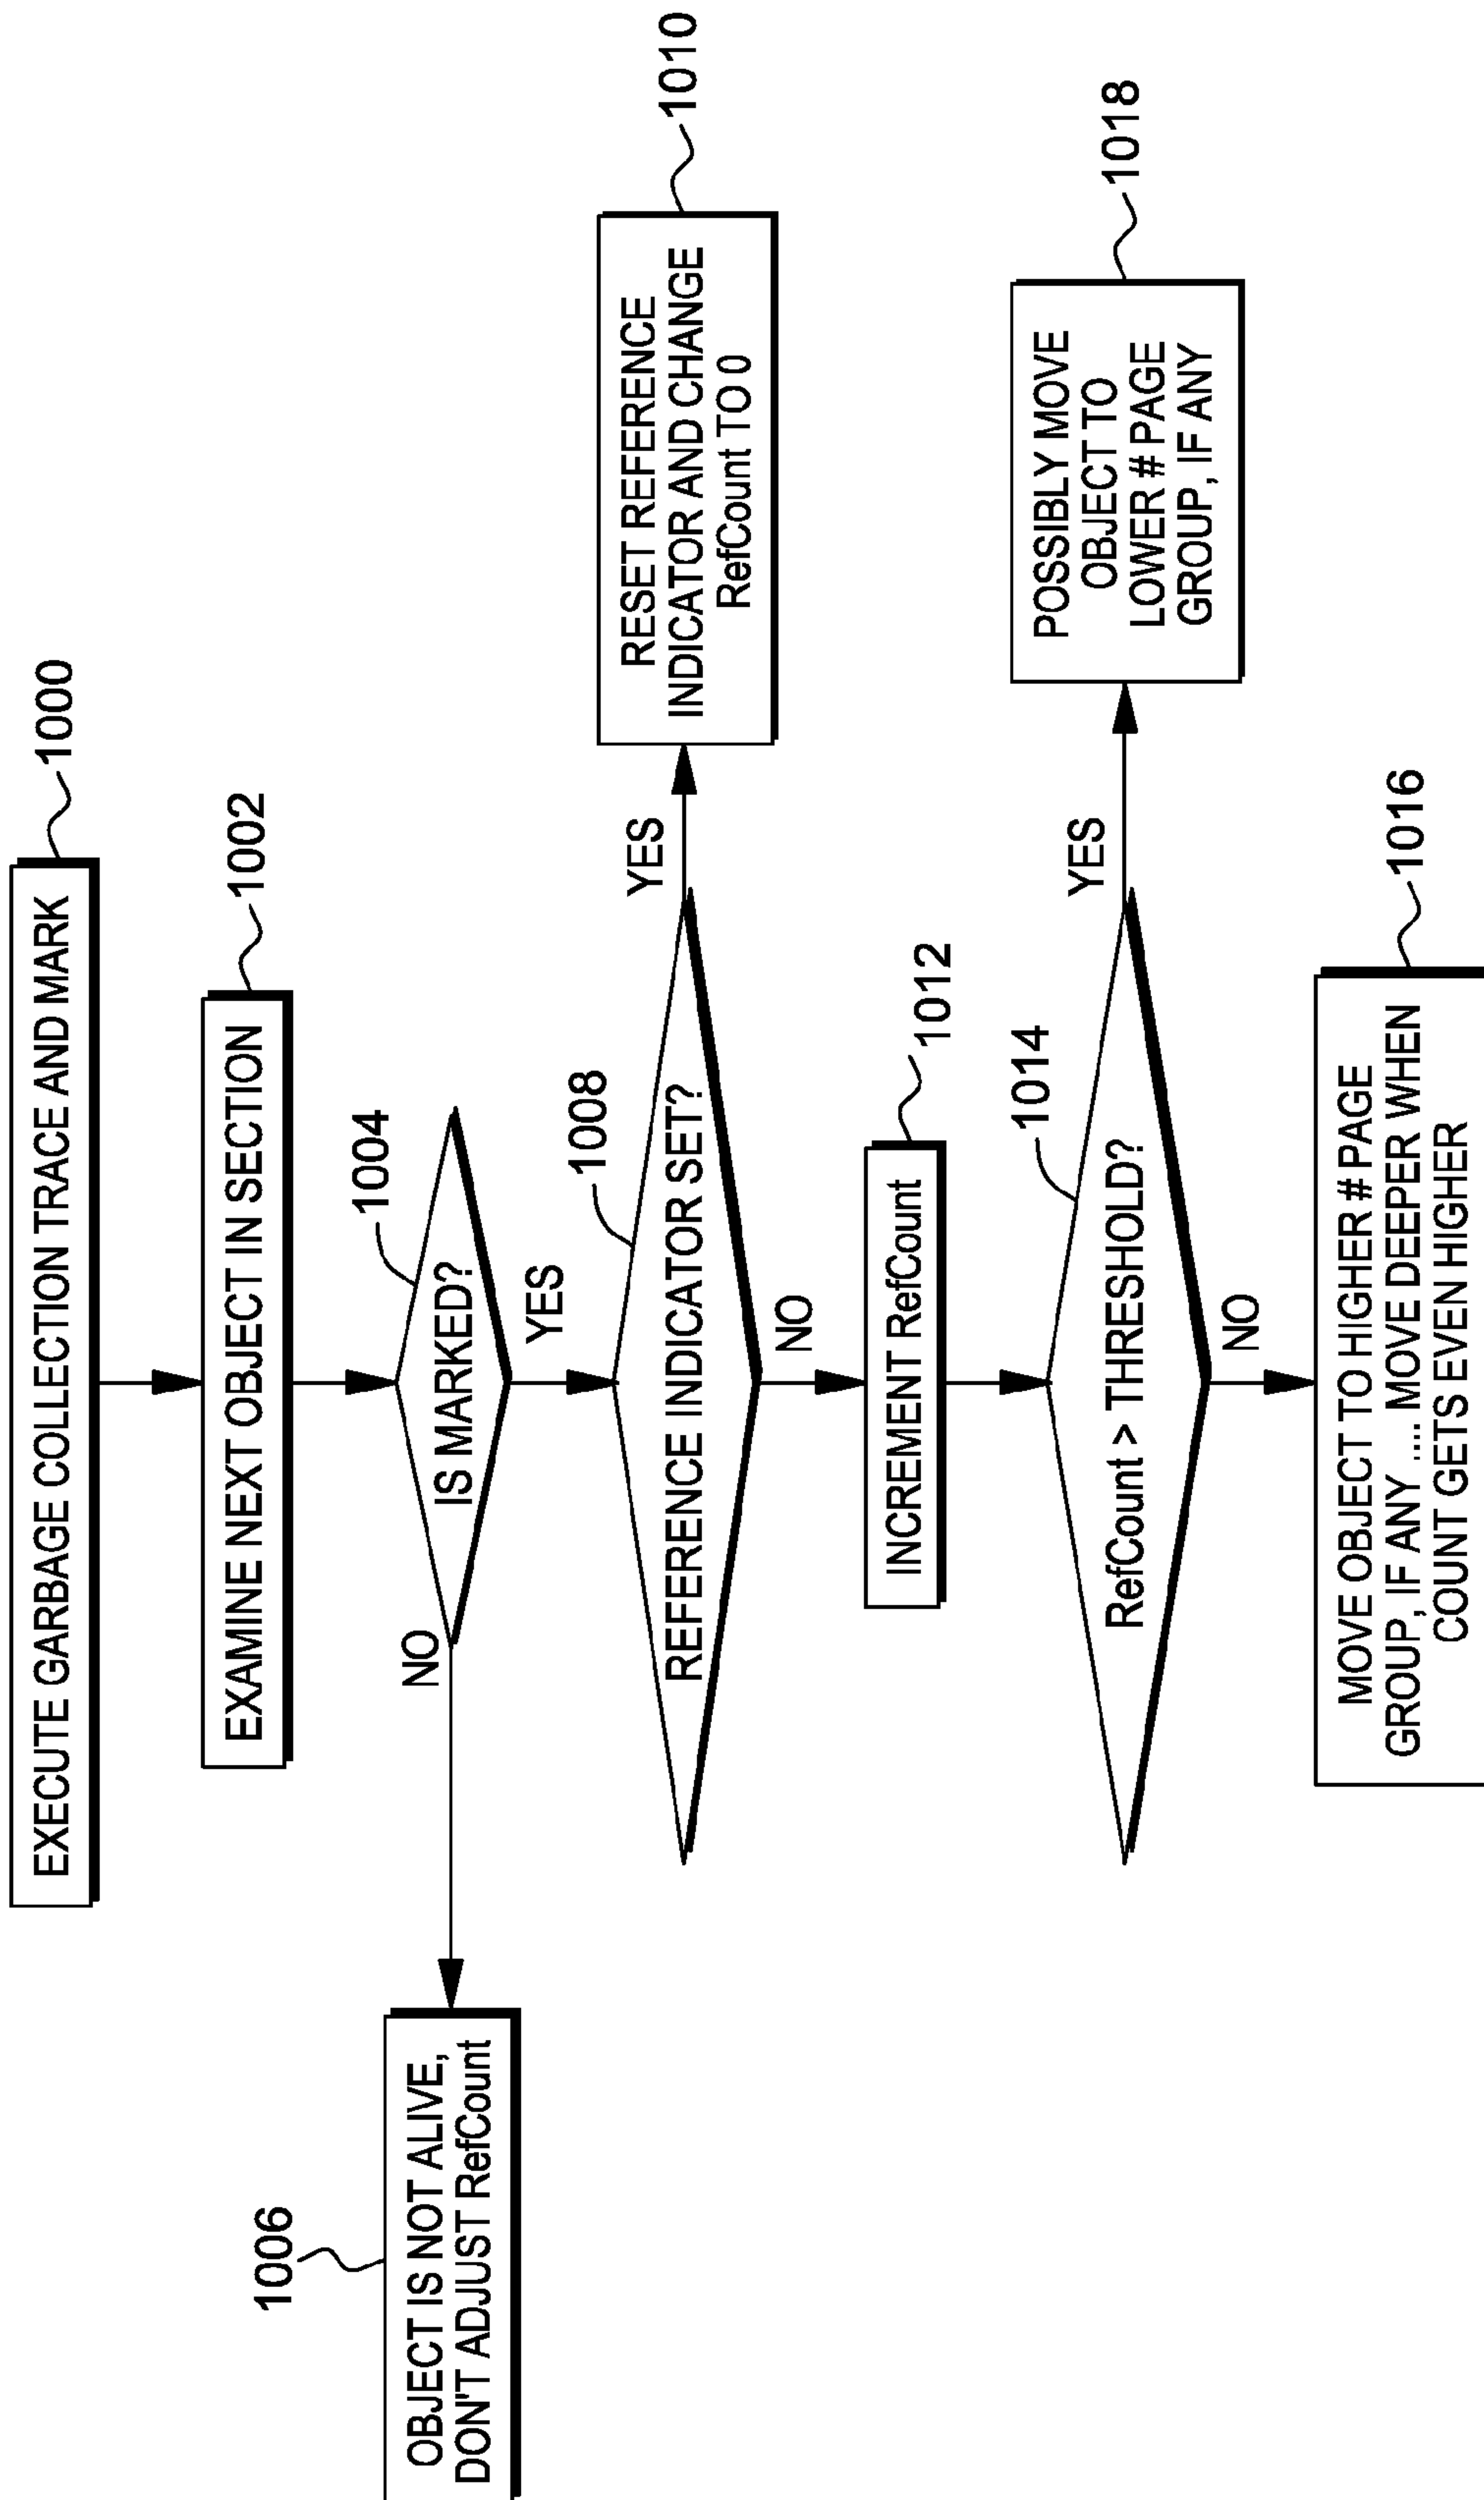 EXECUTE GARBAGE COLLECTION TRACE AND MARK
1000
EXAMINE NEXT OBJECT IN SECTION
1002
IS MARKED?
1004
NO
YES
OBJECT IS NOT ALIVE,
DON'T ADJUST RefCount
1006
REFERENCE INDICATOR SET?
1008
YES
NO
RESET REFERENCE
INDICATOR AND CHANGE
RefCount TO 0
1010
INCREMENT RefCount
1012
RefCount > THRESHOLD?
1014
YES
NO
POSSIBLY MOVE
OBJECT TO
LOWER # PAGE
GROUP, IF ANY
1018
MOVE OBJECT TO HIGHER # PAGE
GROUP, IF ANY .... MOVE DEEPER WHEN
COUNT GETS EVEN HIGHER
1016